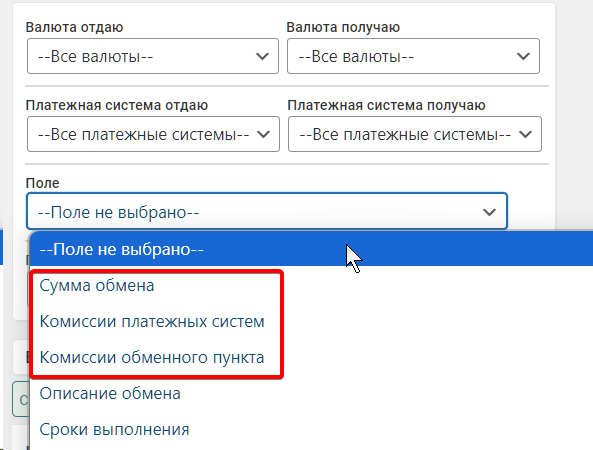 Валюта отдаю Валюта получаю
--Все валюты-- --Все валюты--
Платежная система отдаю Платежная система получаю
--Все платежные системы-- --Все платежные системы--
Поле
--Поле не выбрано--
--Поле не выбрано--
Сумма обмена
Комиссии платежных систем
Комиссии обменного пункта
Описание обмена
Сроки выполнения